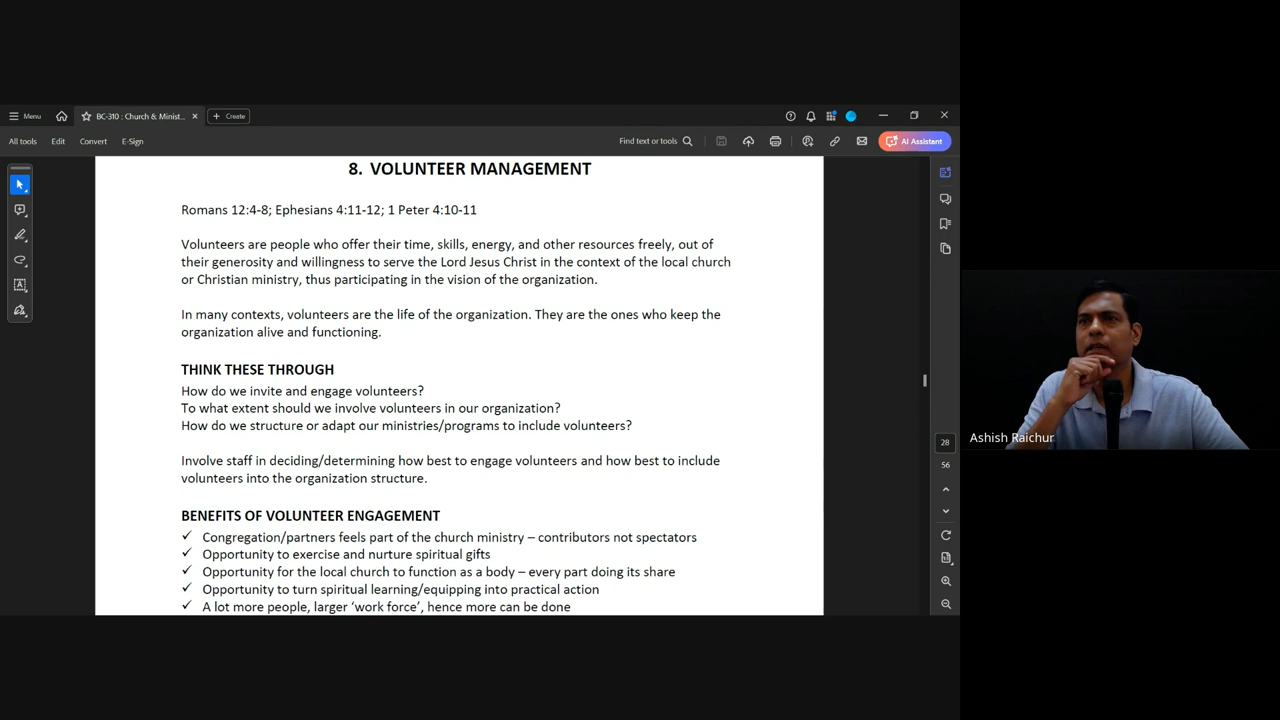 Menu
BC-310 : Church & Minist...
Create
All tools
Edit
Convert
E-Sign
Find text or tools
AI Assistant
8. VOLUNTEER MANAGEMENT
Romans 12:4-8; Ephesians 4:11-12; 1 Peter 4:10-11
Volunteers are people who offer their time, skills, energy, and other resources freely, out of
their generosity and willingness to serve the Lord Jesus Christ in the context of the local church
or Christian ministry, thus participating in the vision of the organization.
In many contexts, volunteers are the life of the organization. They are the ones who keep the
organization alive and functioning.
THINK THESE THROUGH
How do we invite and engage volunteers?
To what extent should we involve volunteers in our organization?
How do we structure or adapt our ministries/programs to include volunteers?
Involve staff in deciding/determining how best to engage volunteers and how best to include
volunteers into the organization structure.
BENEFITS OF VOLUNTEER ENGAGEMENT
✓ Congregation/partners feels part of the church ministry – contributors not spectators
✓ Opportunity to exercise and nurture spiritual gifts
✓ Opportunity for the local church to function as a body – every part doing its share
✓ Opportunity to turn spiritual learning/equipping into practical action
✓ A lot more people, larger ‘work force’, hence more can be done
28
56
Ashish Raichur